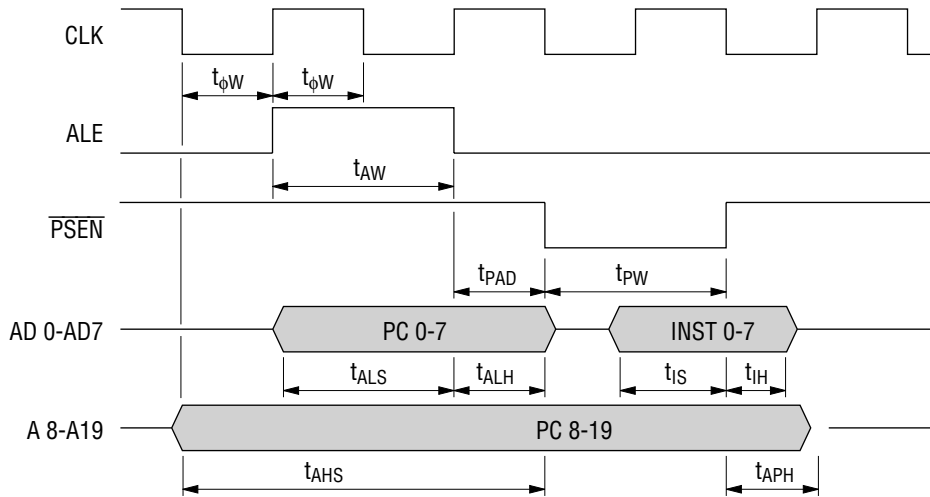 CLK
tϕW tϕW
ALE
tAW
PSEN
tPAD tPW
AD 0-AD7 PC 0-7 INST 0-7
tALS tALH tIS tIH
A 8-A19 PC 8-19
tAHS tAPH